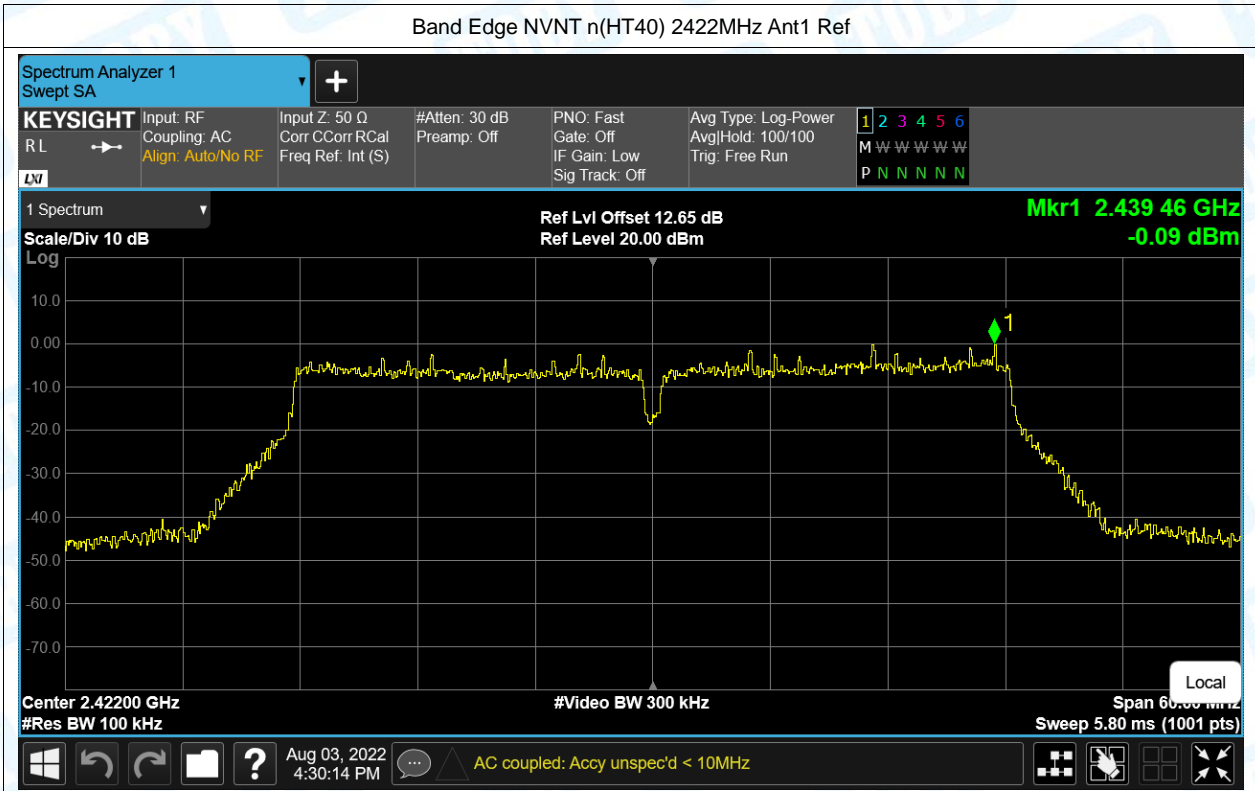 Band Edge NVNT n(HT40) 2422MHz Ant1 Ref
Spectrum Analyzer 1
Swept SA
KEYSIGHT
R L
LXI
Input: RF
Coupling: AC
Align: Auto/No RF
Input Z: 50 Ω
Corr CCorr RCal
Freq Ref: Int (S)
#Atten: 30 dB
Preamp: Off
PNO: Fast
Gate: Off
IF Gain: Low
Sig Track: Off
Avg Type: Log-Power
Avg|Hold: 100/100
Trig: Free Run
1 2 3 4 5 6
M W W W W W
P N N N N N
1 Spectrum
Scale/Div 10 dB
Log
Ref Lvl Offset 12.65 dB
Ref Level 20.00 dBm
Mkr1 2.439 46 GHz
-0.09 dBm
10.0
0.00
-10.0
-20.0
-30.0
-40.0
-50.0
-60.0
-70.0
1
Center 2.42200 GHz
#Res BW 100 kHz
#Video BW 300 kHz
Local
Span 60.00 MHz
Sweep 5.80 ms (1001 pts)
?
Aug 03, 2022
4:30:14 PM
AC coupled: Accy unspec'd < 10MHz